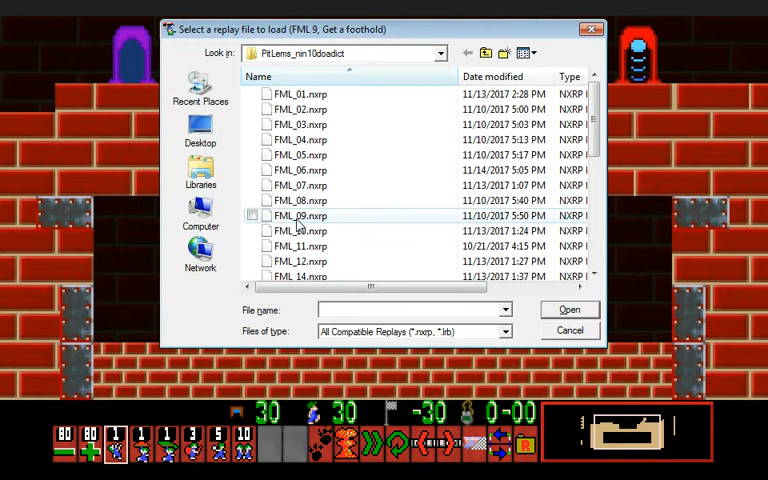 Select a replay file to load (FML 9, Get a foothold)
Look in: PitLems_nin10doadict
Name Date modified Type
FML_01.nxrp 11/13/2017 2:28 PM NXRP
FML_02.nxrp 11/10/2017 5:00 PM NXRP
FML_03.nxrp 11/10/2017 5:03 PM NXRP
FML_04.nxrp 11/10/2017 5:13 PM NXRP
FML_05.nxrp 11/10/2017 5:17 PM NXRP
FML_06.nxrp 11/14/2017 5:05 PM NXRP
FML_07.nxrp 11/13/2017 1:07 PM NXRP
FML_08.nxrp 11/10/2017 5:40 PM NXRP
FML_09.nxrp 11/10/2017 5:50 PM NXRP
FML_10.nxrp 11/13/2017 1:24 PM NXRP
FML_11.nxrp 10/21/2017 4:15 PM NXRP
FML_12.nxrp 11/13/2017 1:27 PM NXRP
FML_14.nxrp 11/13/2017 1:37 PM NXRP
Recent Places
Desktop
Libraries
Computer
Network
File name: Open
Files of type: All Compatible Replays (*.nxrp, *.lrb) Cancel
30 30 -30 0-00
80 80 1 1 1 3 5 10
R